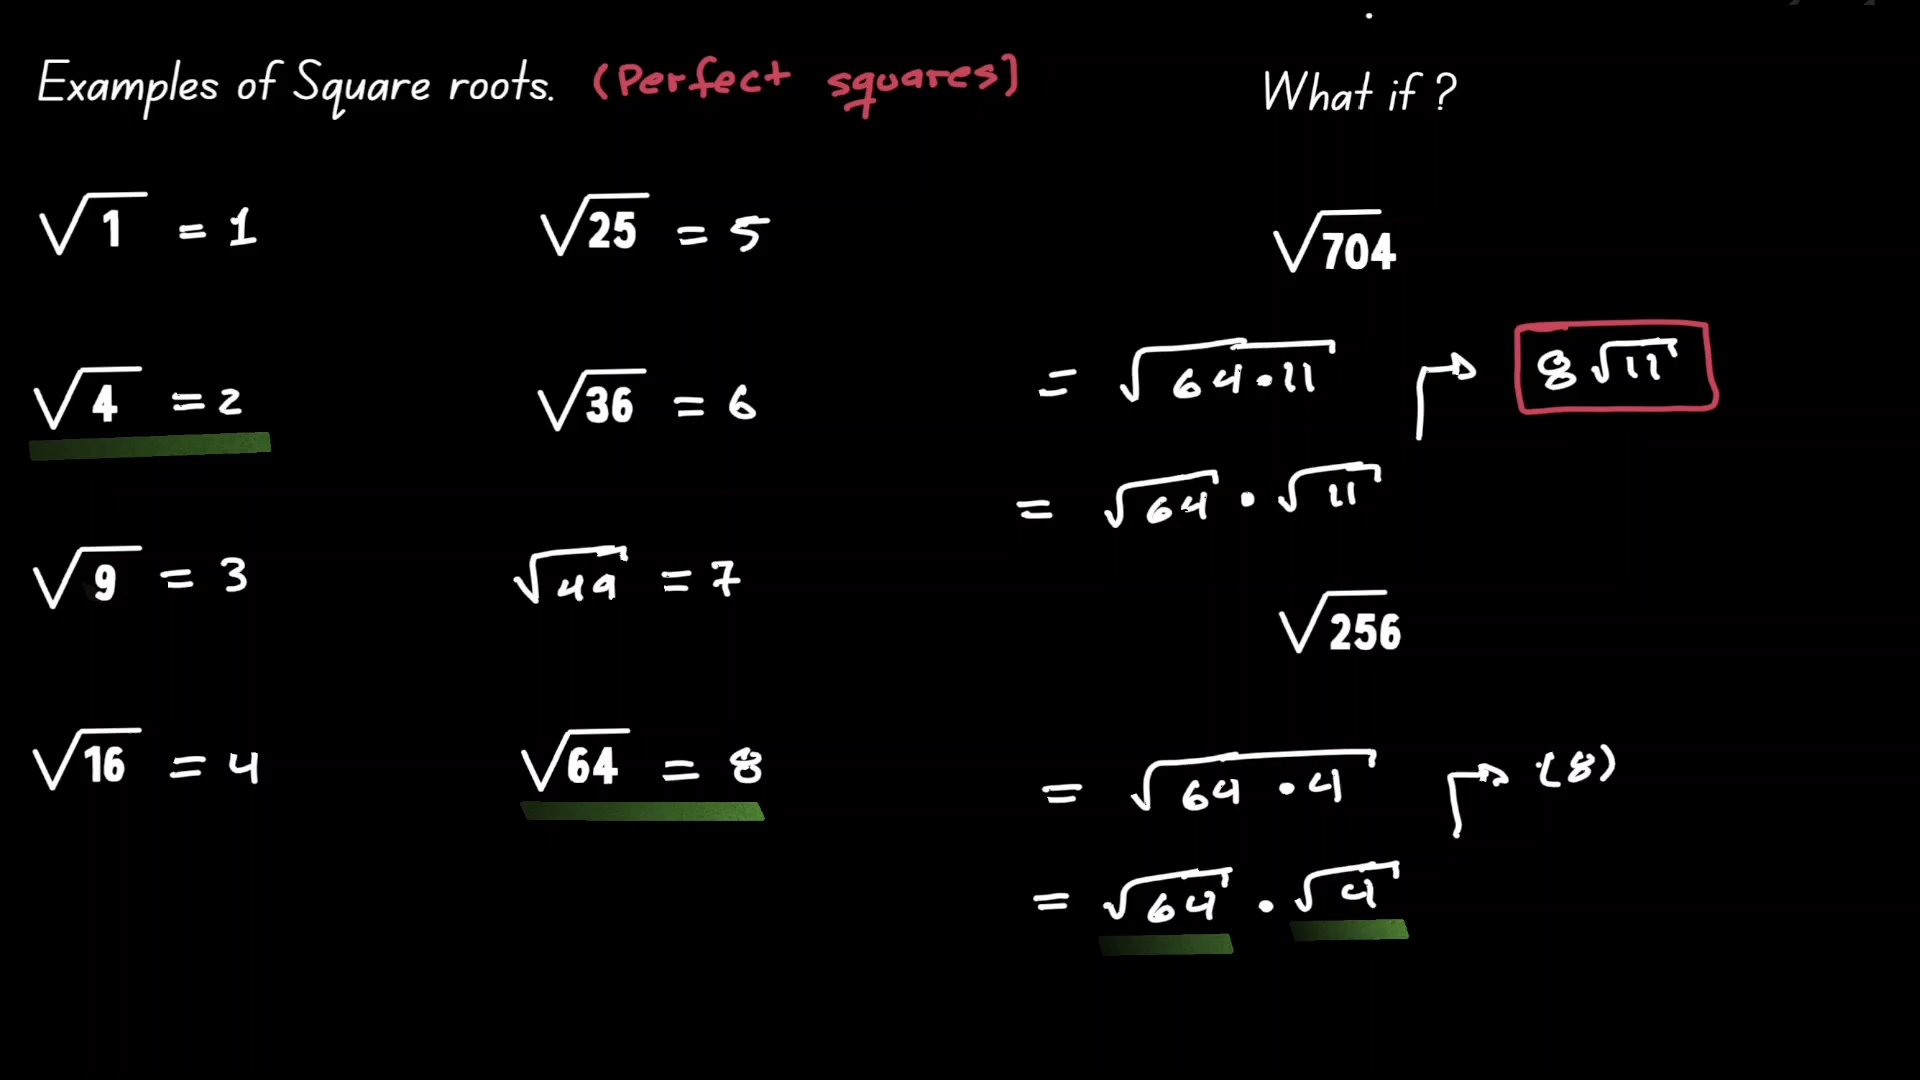 Examples of Square roots. (Perfect squares)
√1 = 1
√4 = 2
√9 = 3
√16 = 4
√25 = 5
√36 = 6
√49 = 7
√64 = 8
What if ?
√704
= √64·11
= √64 · √11
8√11
√256
= √64·4
= √64 · √4
(8)